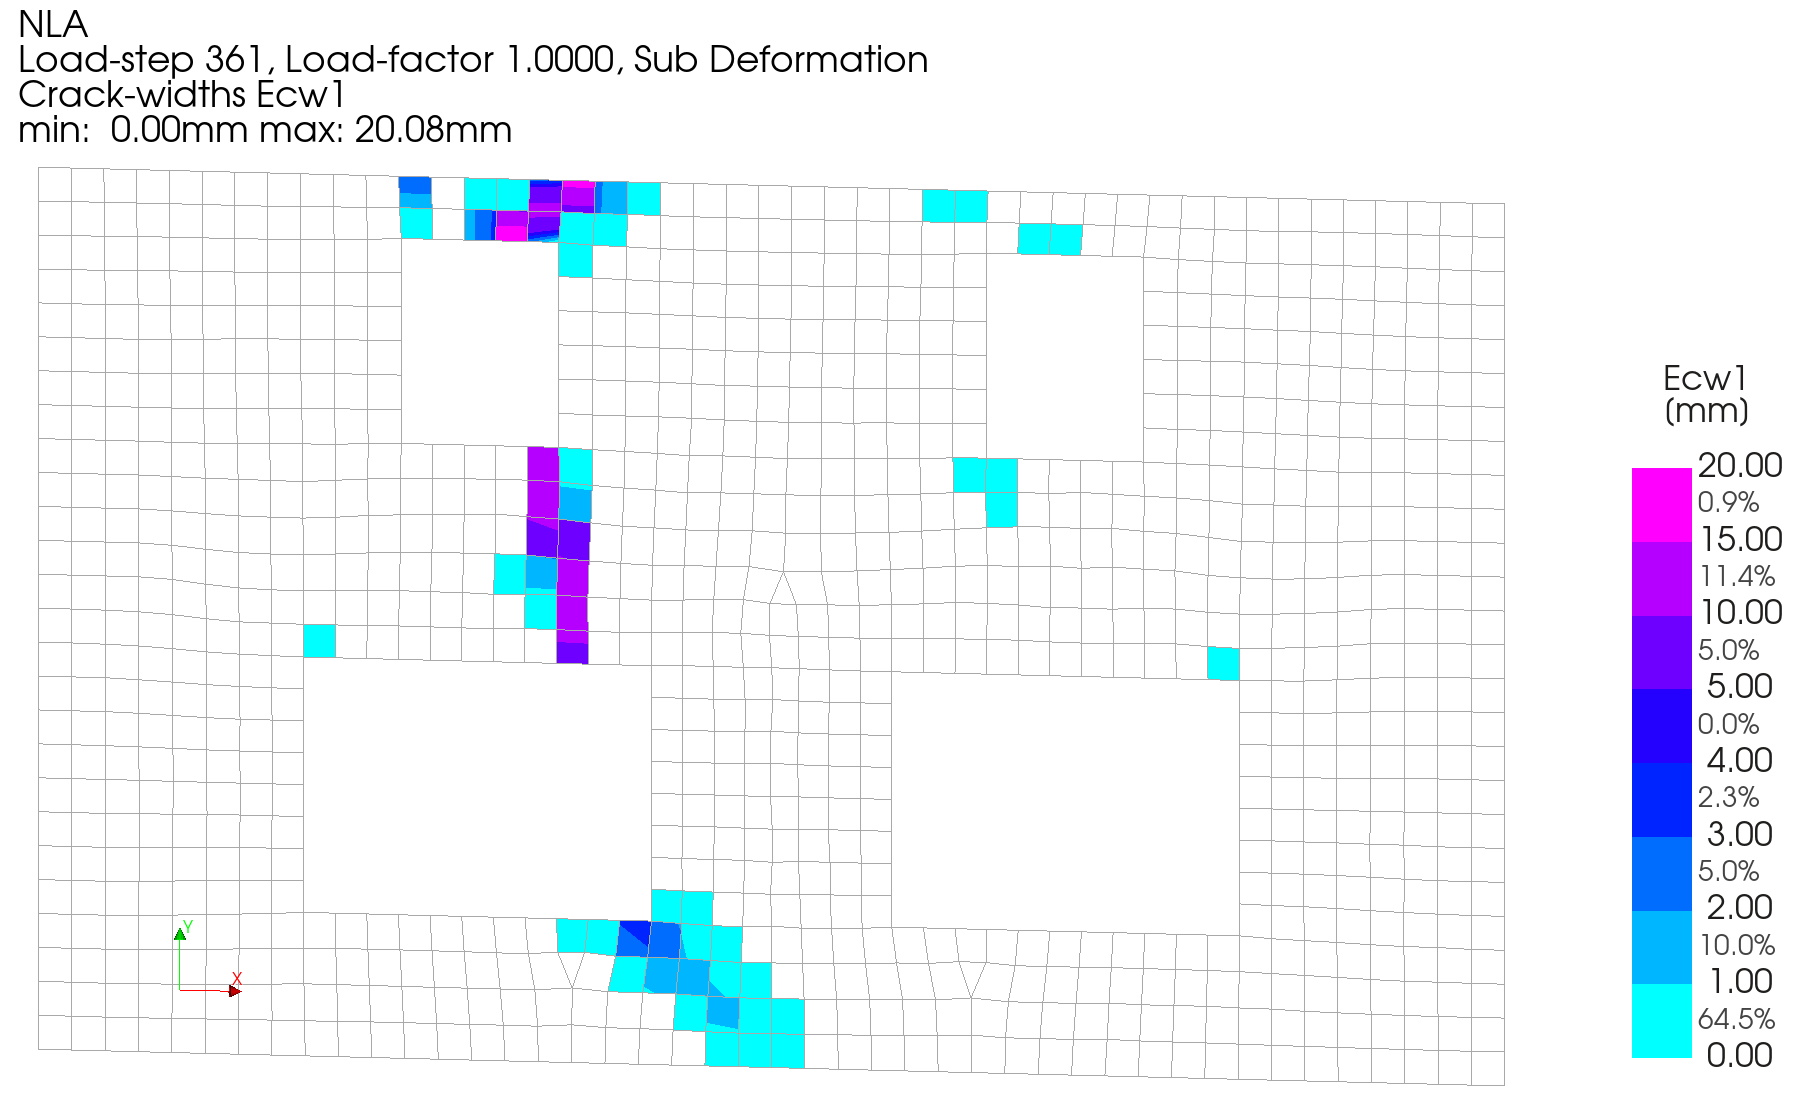 NLA
Load-step 361, Load-factor 1.0000, Sub Deformation
Crack-widths Ecw1
min:  0.00mm max: 20.08mm
Ecw1
(mm)
20.00
0.9%
15.00
11.4%
10.00
5.0%
5.00
0.0%
4.00
2.3%
3.00
5.0%
2.00
10.0%
1.00
64.5%
0.00
Y
X